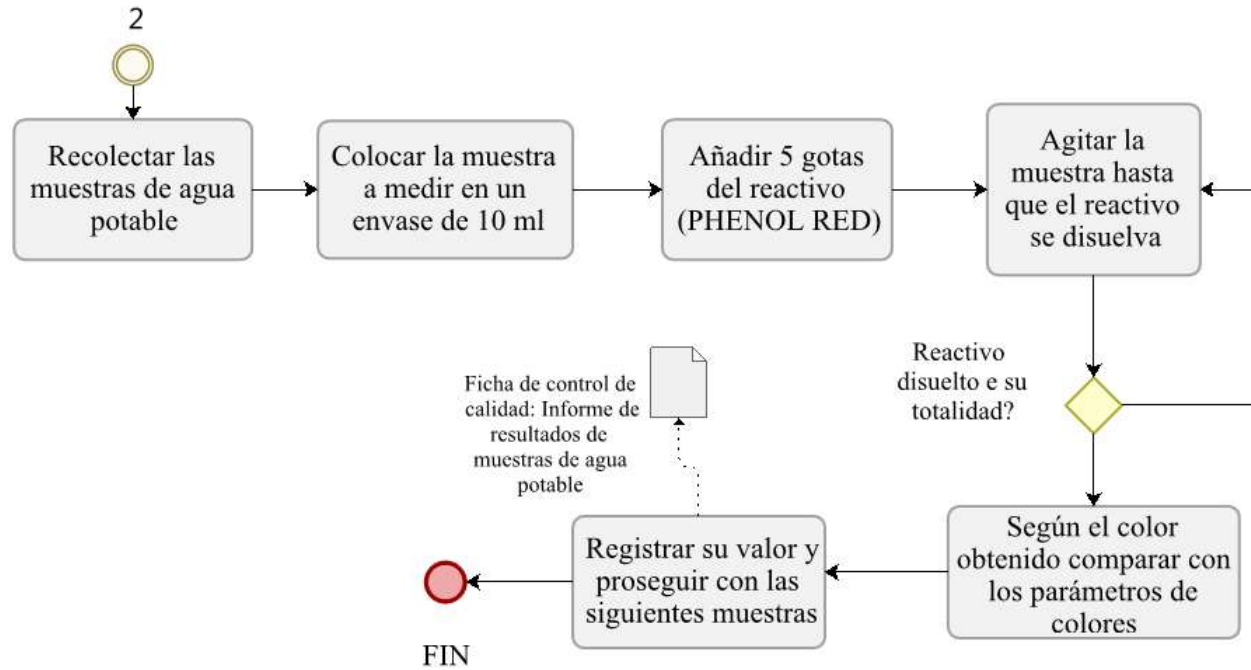 2
Recolectar las
muestras de agua
potable
Colocar la muestra
a medir en un
envase de 10 ml
Añadir 5 gotas
del reactivo
(PHENOL RED)
Agitar la
muestra hasta
que el reactivo
se disuelva
Reactivo
disuelto e su
totalidad?
Ficha de control de
calidad: Informe de
resultados de
muestras de agua
potable
Según el color
obtenido comparar con
los parámetros de
colores
Registrar su valor y
proseguir con las
siguientes muestras
FIN